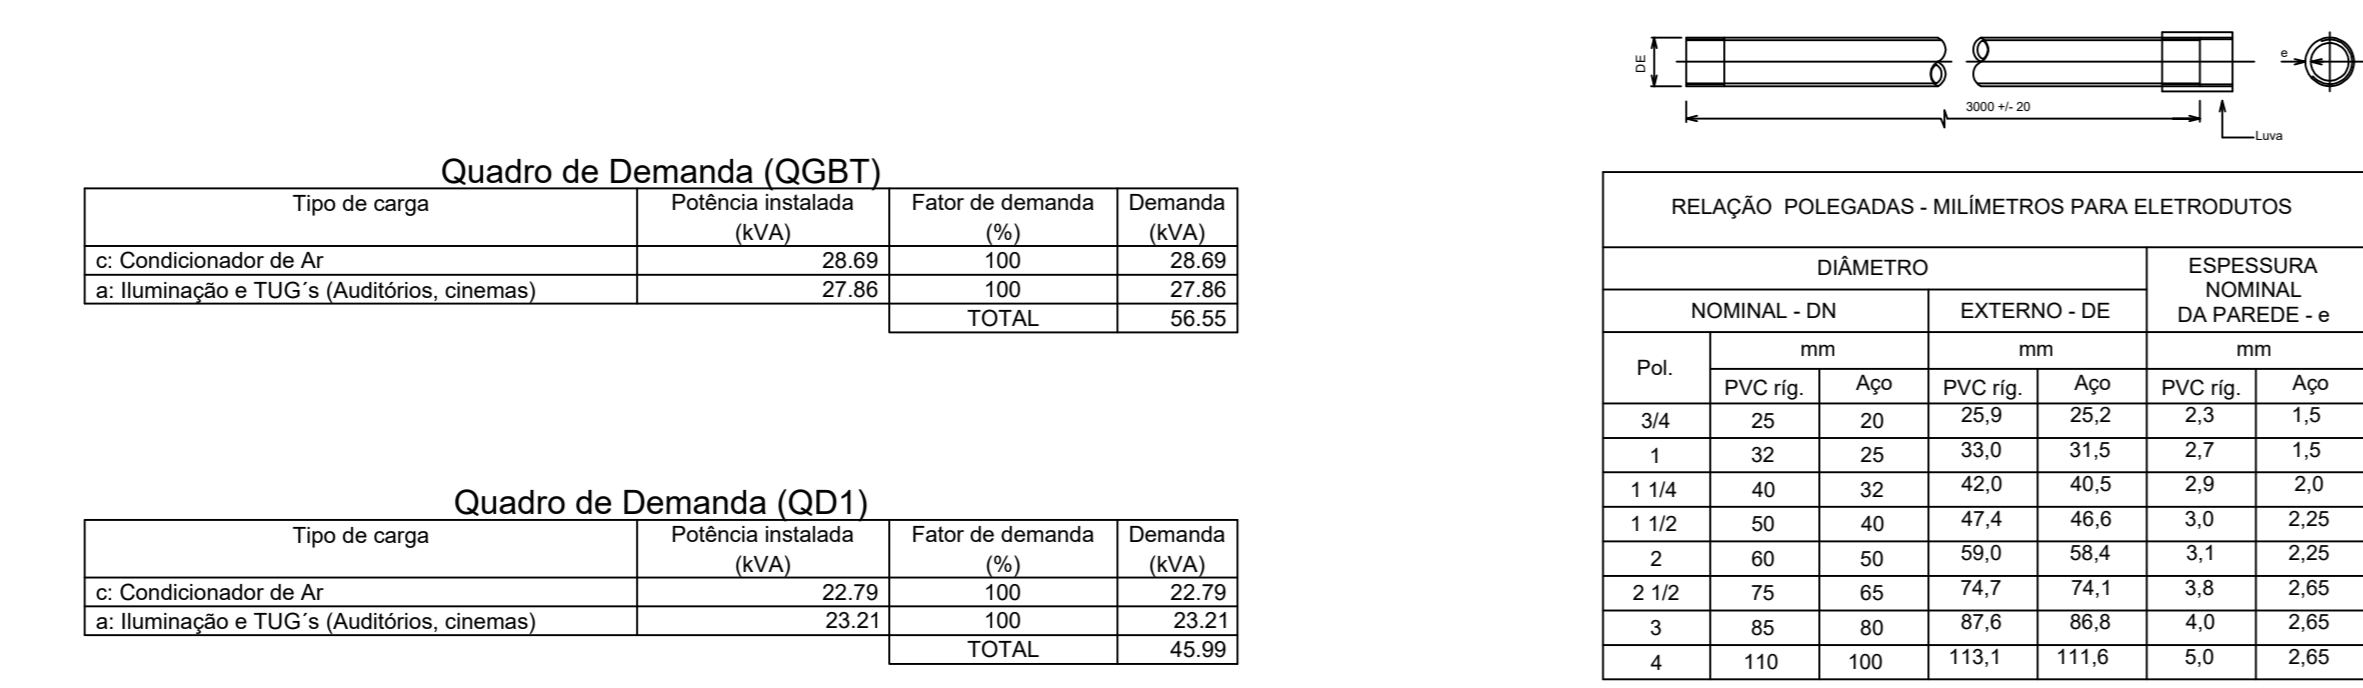 Quadro de Demanda (QGBT)
Tipo de carga Potência instalada Fator de demanda Demanda
(kVA) (%) (kVA)
c: Condicionador de Ar 28.69 100 28.69
a: Iluminação e TUG´s (Auditórios, cinemas) 27.86 100 27.86
TOTAL 56.55
Quadro de Demanda (QD1)
Tipo de carga Potência instalada Fator de demanda Demanda
(kVA) (%) (kVA)
c: Condicionador de Ar 22.79 100 22.79
a: Iluminação e TUG´s (Auditórios, cinemas) 23.21 100 23.21
TOTAL 45.99
DE
e
3000 +/- 20
Luva
RELAÇÃO POLEGADAS - MILÍMETROS PARA ELETRODUTOS
DIÂMETRO
ESPESSURA
NOMINAL
DA PAREDE - e
NOMINAL - DN EXTERNO - DE
Pol.
mm mm mm
PVC ríg. Aço PVC ríg. Aço PVC ríg. Aço
3/4 25 20 25,9 25,2 2,3 1,5
1 32 25 33,0 31,5 2,7 1,5
1 1/4 40 32 42,0 40,5 2,9 2,0
1 1/2 50 40 47,4 46,6 3,0 2,25
2 60 50 59,0 58,4 3,1 2,25
2 1/2 75 65 74,7 74,1 3,8 2,65
3 85 80 87,6 86,8 4,0 2,65
4 110 100 113,1 111,6 5,0 2,65